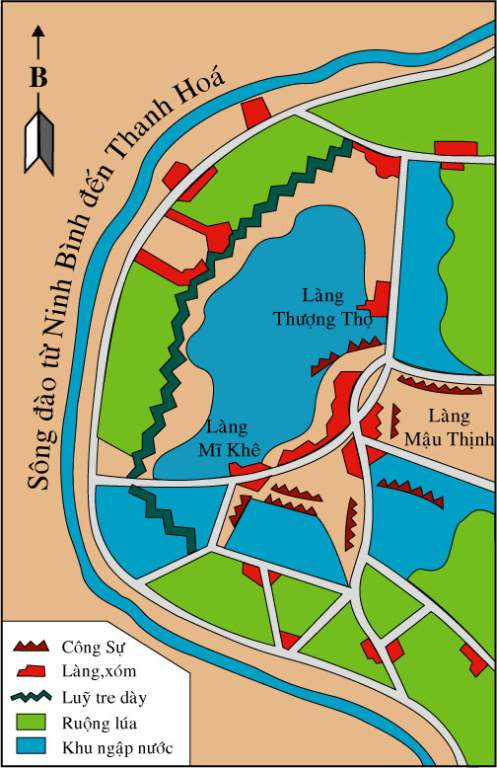 B
Sông đào từ Ninh Bình đến Thanh Hoá
Làng
Thượng Thọ
Làng
Mĩ Khê
Làng
Mậu Thịnh
Công Sự
Làng,xóm
Luỹ tre dày
Ruộng lúa
Khu ngập nước